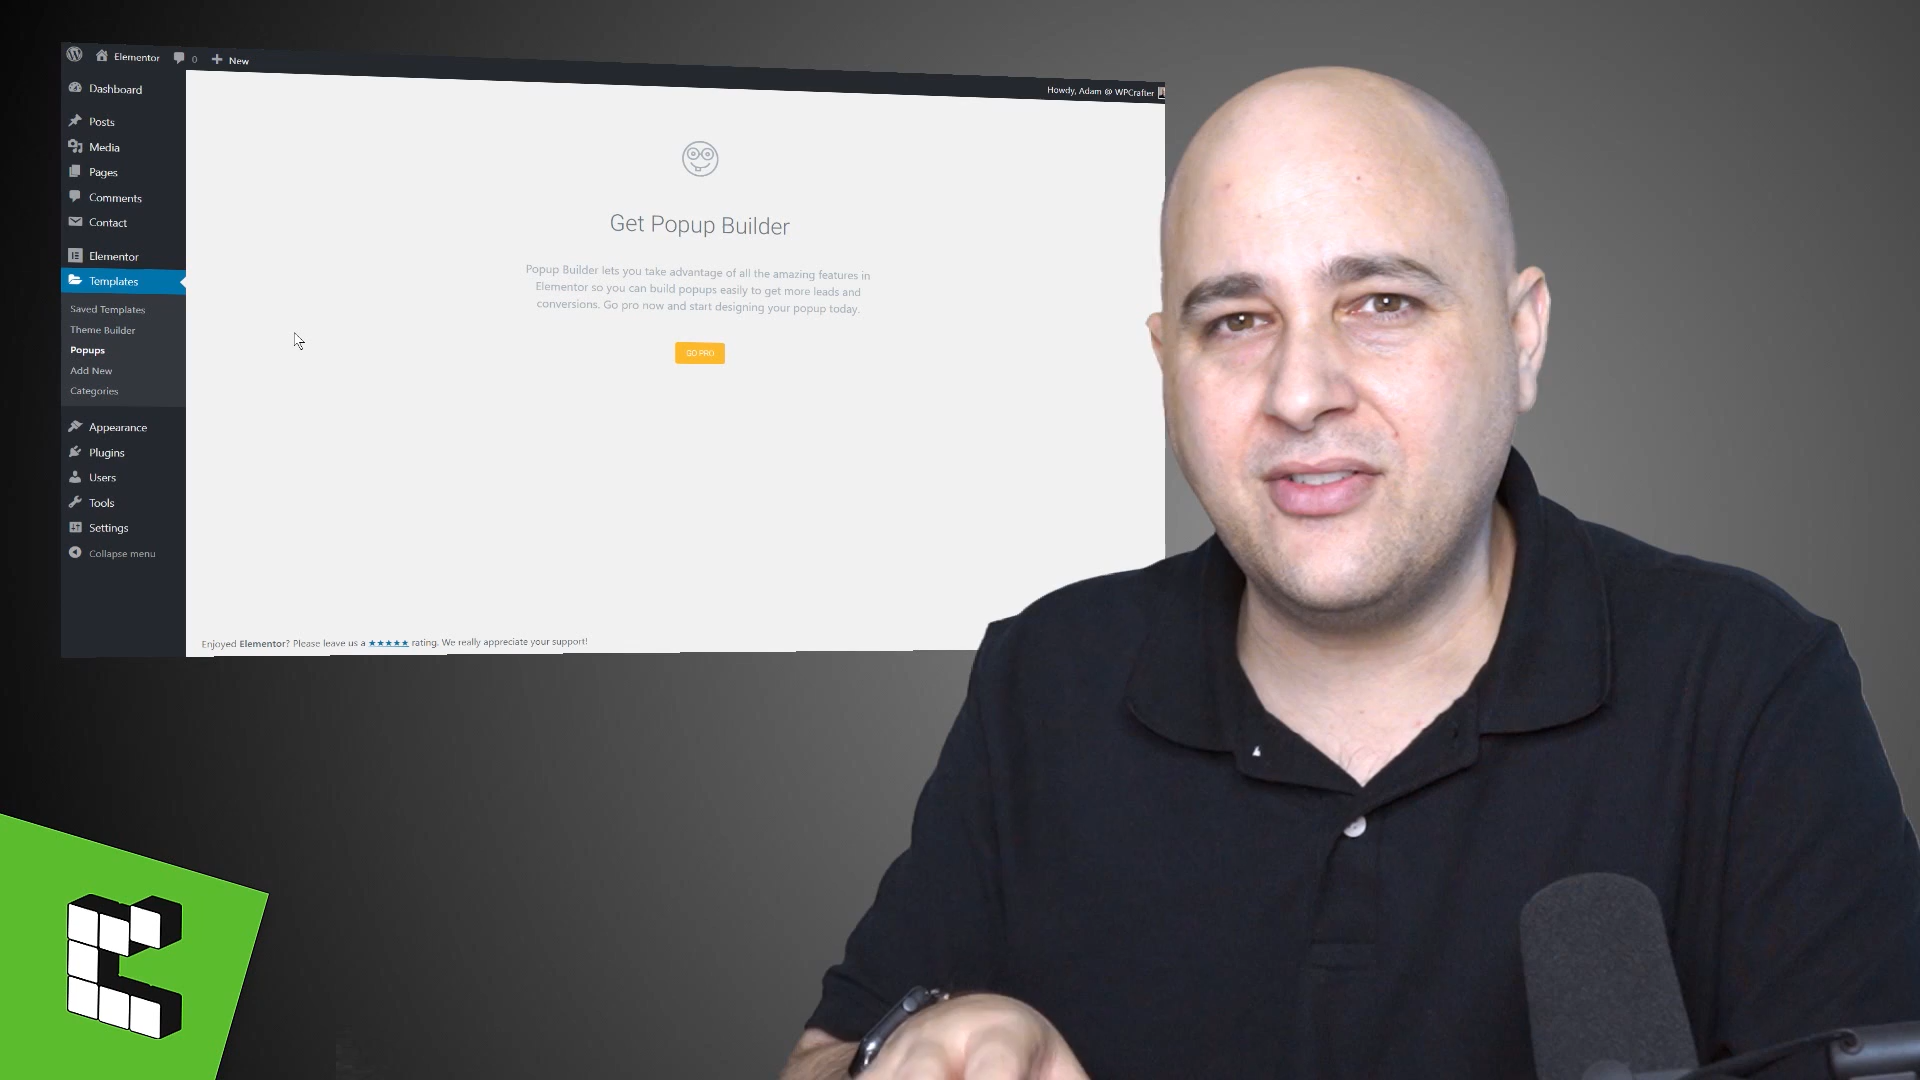 Elementor
0
New
Howdy, Adam @ WPCrafter
Dashboard
Posts
Media
Pages
Comments
Contact
Elementor
Templates
Saved Templates
Theme Builder
Popups
Add New
Categories
Appearance
Plugins
Users
Tools
Settings
Collapse menu
Get Popup Builder
Popup Builder lets you take advantage of all the amazing features in
Elementor so you can build popups easily to get more leads and
conversions. Go pro now and start designing your popup today.
GO PRO
Enjoyed Elementor? Please leave us a ★★★★★ rating. We really appreciate your support!